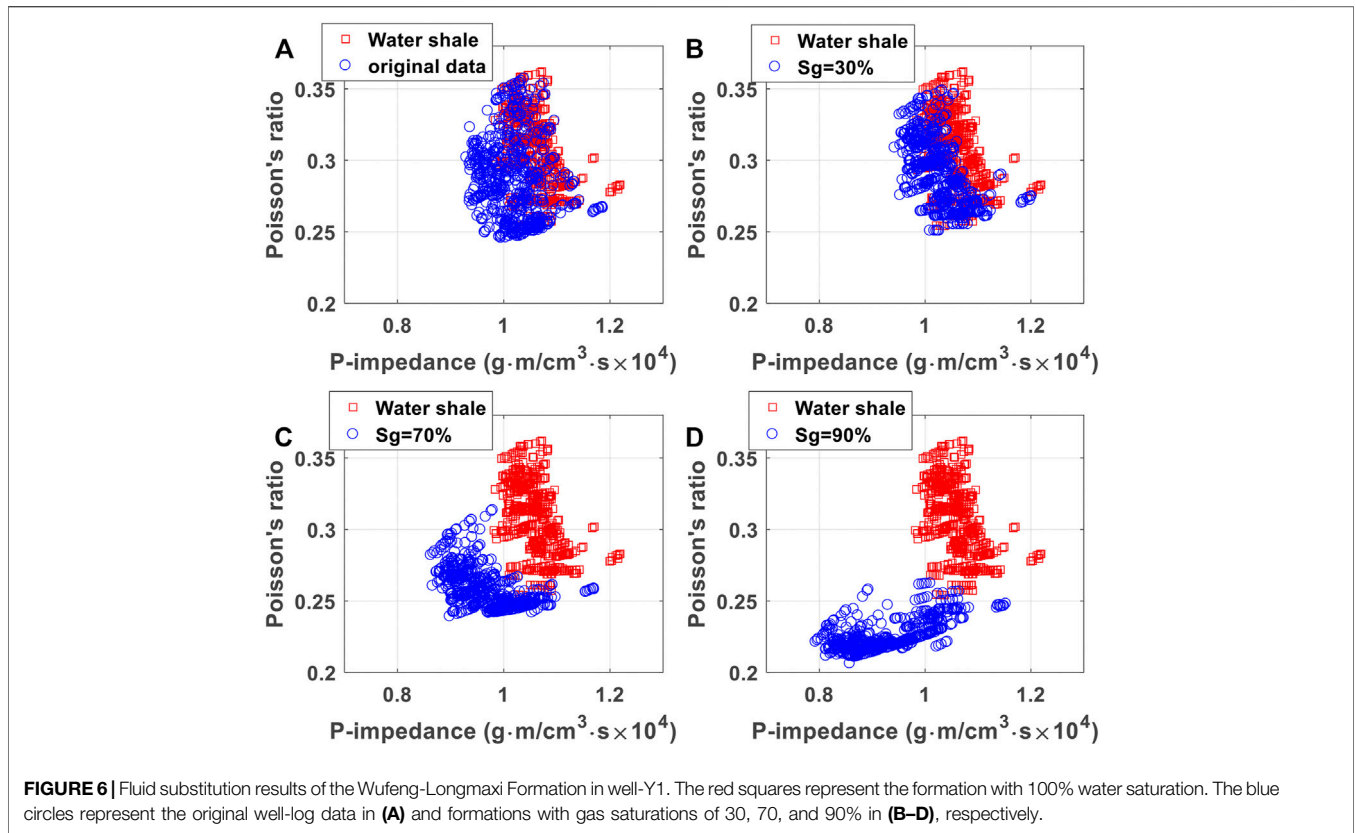 A
Water shale
original data
0.35
0.3
0.25
0.2
Poisson's ratio
0.8 1 1.2
P-impedance (g·m/cm³·s×10⁴)
B
Water shale
Sg=30%
0.35
0.3
0.25
0.2
Poisson's ratio
0.8 1 1.2
P-impedance (g·m/cm³·s×10⁴)
C
Water shale
Sg=70%
0.35
0.3
0.25
0.2
Poisson's ratio
0.8 1 1.2
P-impedance (g·m/cm³·s×10⁴)
D
Water shale
Sg=90%
0.35
0.3
0.25
0.2
Poisson's ratio
0.8 1 1.2
P-impedance (g·m/cm³·s×10⁴)
FIGURE 6 | Fluid substitution results of the Wufeng-Longmaxi Formation in well-Y1. The red squares represent the formation with 100% water saturation. The blue
circles represent the original well-log data in (A) and formations with gas saturations of 30, 70, and 90% in (B–D), respectively.